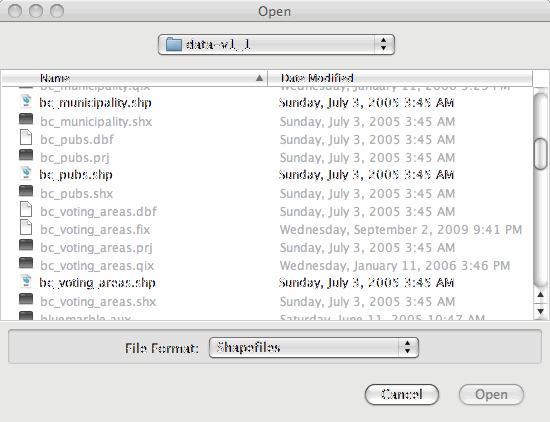 Open
data-v1_1
Name Date Modified
bc_municipality.qix Wednesday, January 11, 2006 3:25 PM
bc_municipality.shp Sunday, July 3, 2005 3:45 AM
bc_municipality.shx Sunday, July 3, 2005 3:45 AM
bc_pubs.dbf Sunday, July 3, 2005 3:45 AM
bc_pubs.prj Sunday, July 3, 2005 3:45 AM
bc_pubs.shp Sunday, July 3, 2005 3:45 AM
bc_pubs.shx Sunday, July 3, 2005 3:45 AM
bc_voting_areas.dbf Sunday, July 3, 2005 3:45 AM
bc_voting_areas.fix Wednesday, September 2, 2009 9:41 PM
bc_voting_areas.prj Sunday, July 3, 2005 3:45 AM
bc_voting_areas.qix Wednesday, January 11, 2006 3:46 PM
bc_voting_areas.shp Sunday, July 3, 2005 3:45 AM
bc_voting_areas.shx Sunday, July 3, 2005 3:45 AM
bluemarble.aux Saturday, June 11, 2005 10:47 AM
File Format: Shapefiles
Cancel Open